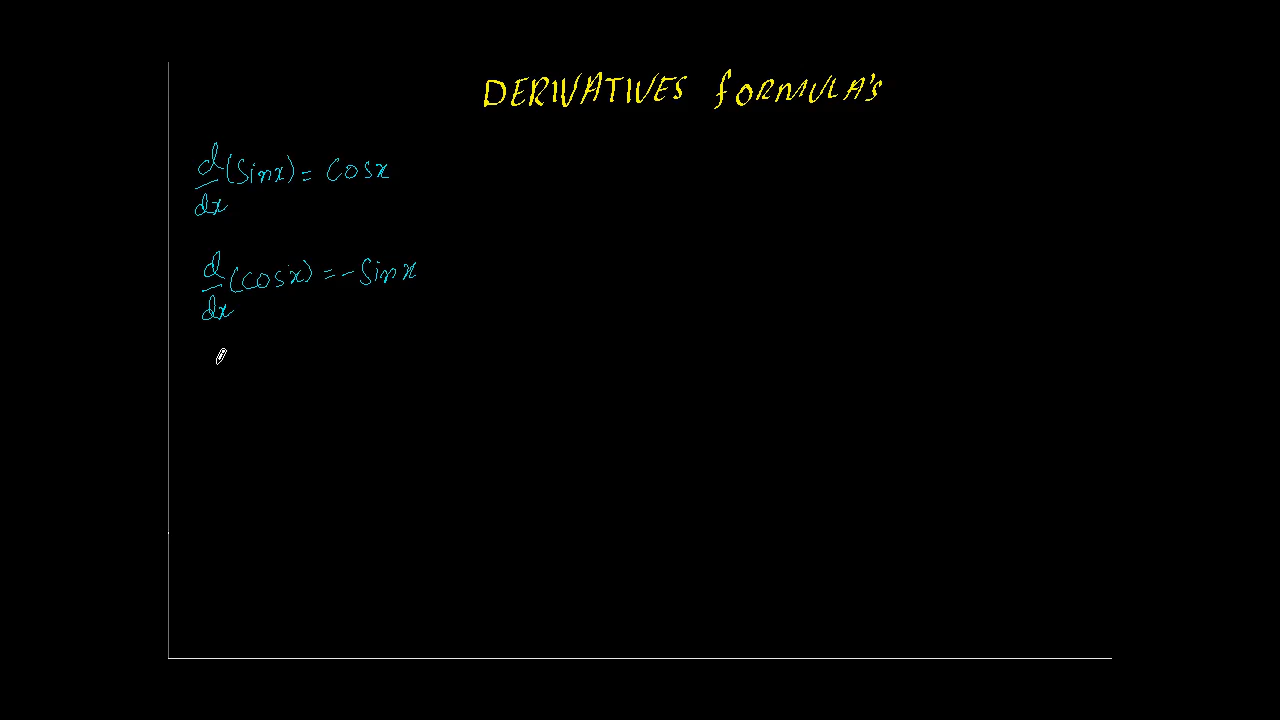 DERIVATIVES FORMULA'S
d/dx (Sinx) = Cosx
d/dx (Cosx) = -Sinx